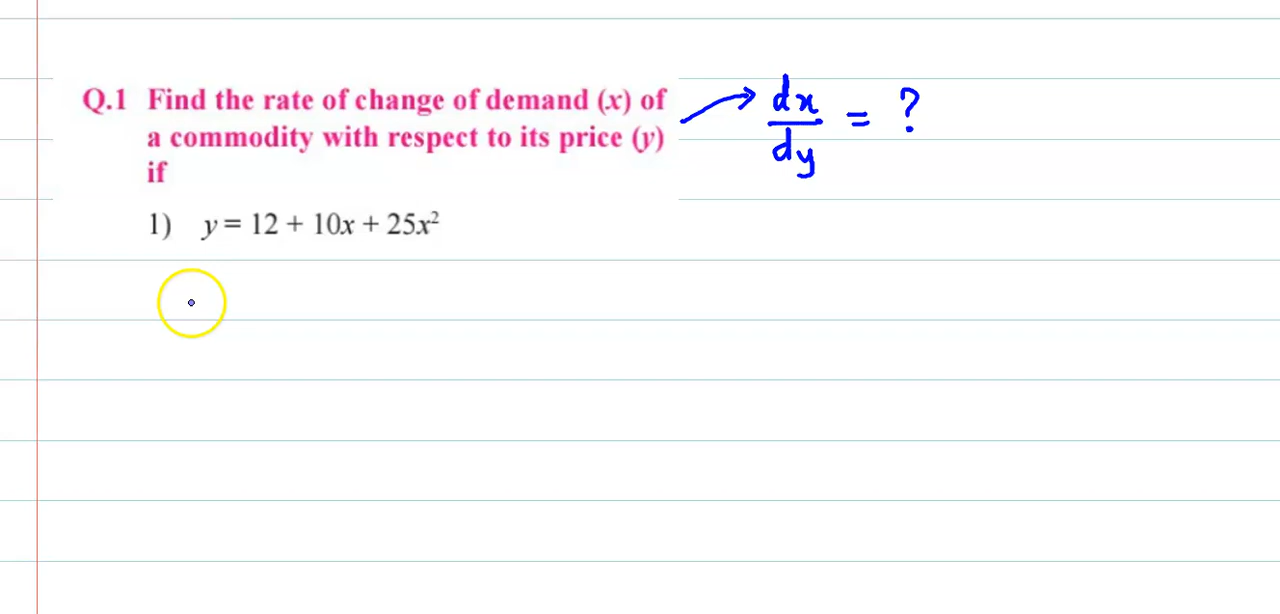 Q.1 Find the rate of change of demand (x) of
a commodity with respect to its price (y)
if
dx/dy = ?
1) y = 12 + 10x + 25x²